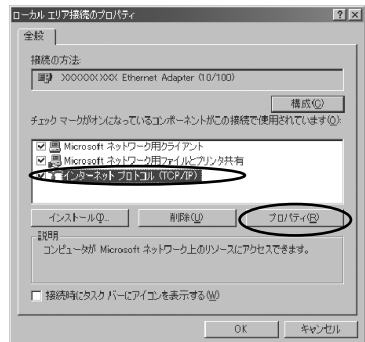 ローカル エリア接続のプロパティ
全般
接続の方法:
XXXXXXXXXX Ethernet Adapter (10/100)
構成(C)
チェック マークがオンになっているコンポーネントがこの接続で使用されています(O):
Microsoft ネットワーク用クライアント
Microsoft ネットワーク用ファイルとプリンタ共有
インターネット プロトコル (TCP/IP)
インストール(I)... 削除(U) プロパティ(R)
説明
コンピュータが Microsoft ネットワーク上のリソースにアクセスできます。
接続時にタスク バーにアイコンを表示する(W)
OK キャンセル